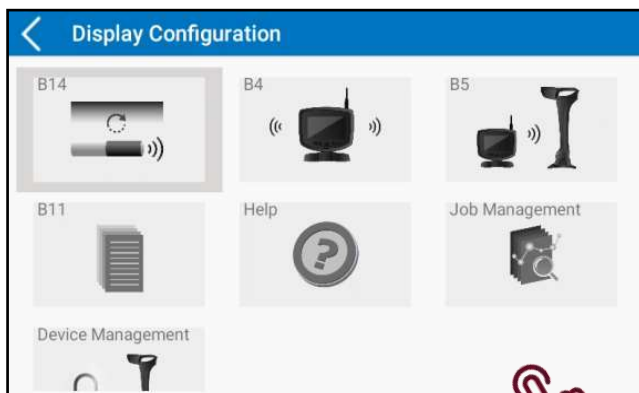 Display Configuration
B14
B4
B5
B11
Help
Job Management
Device Management